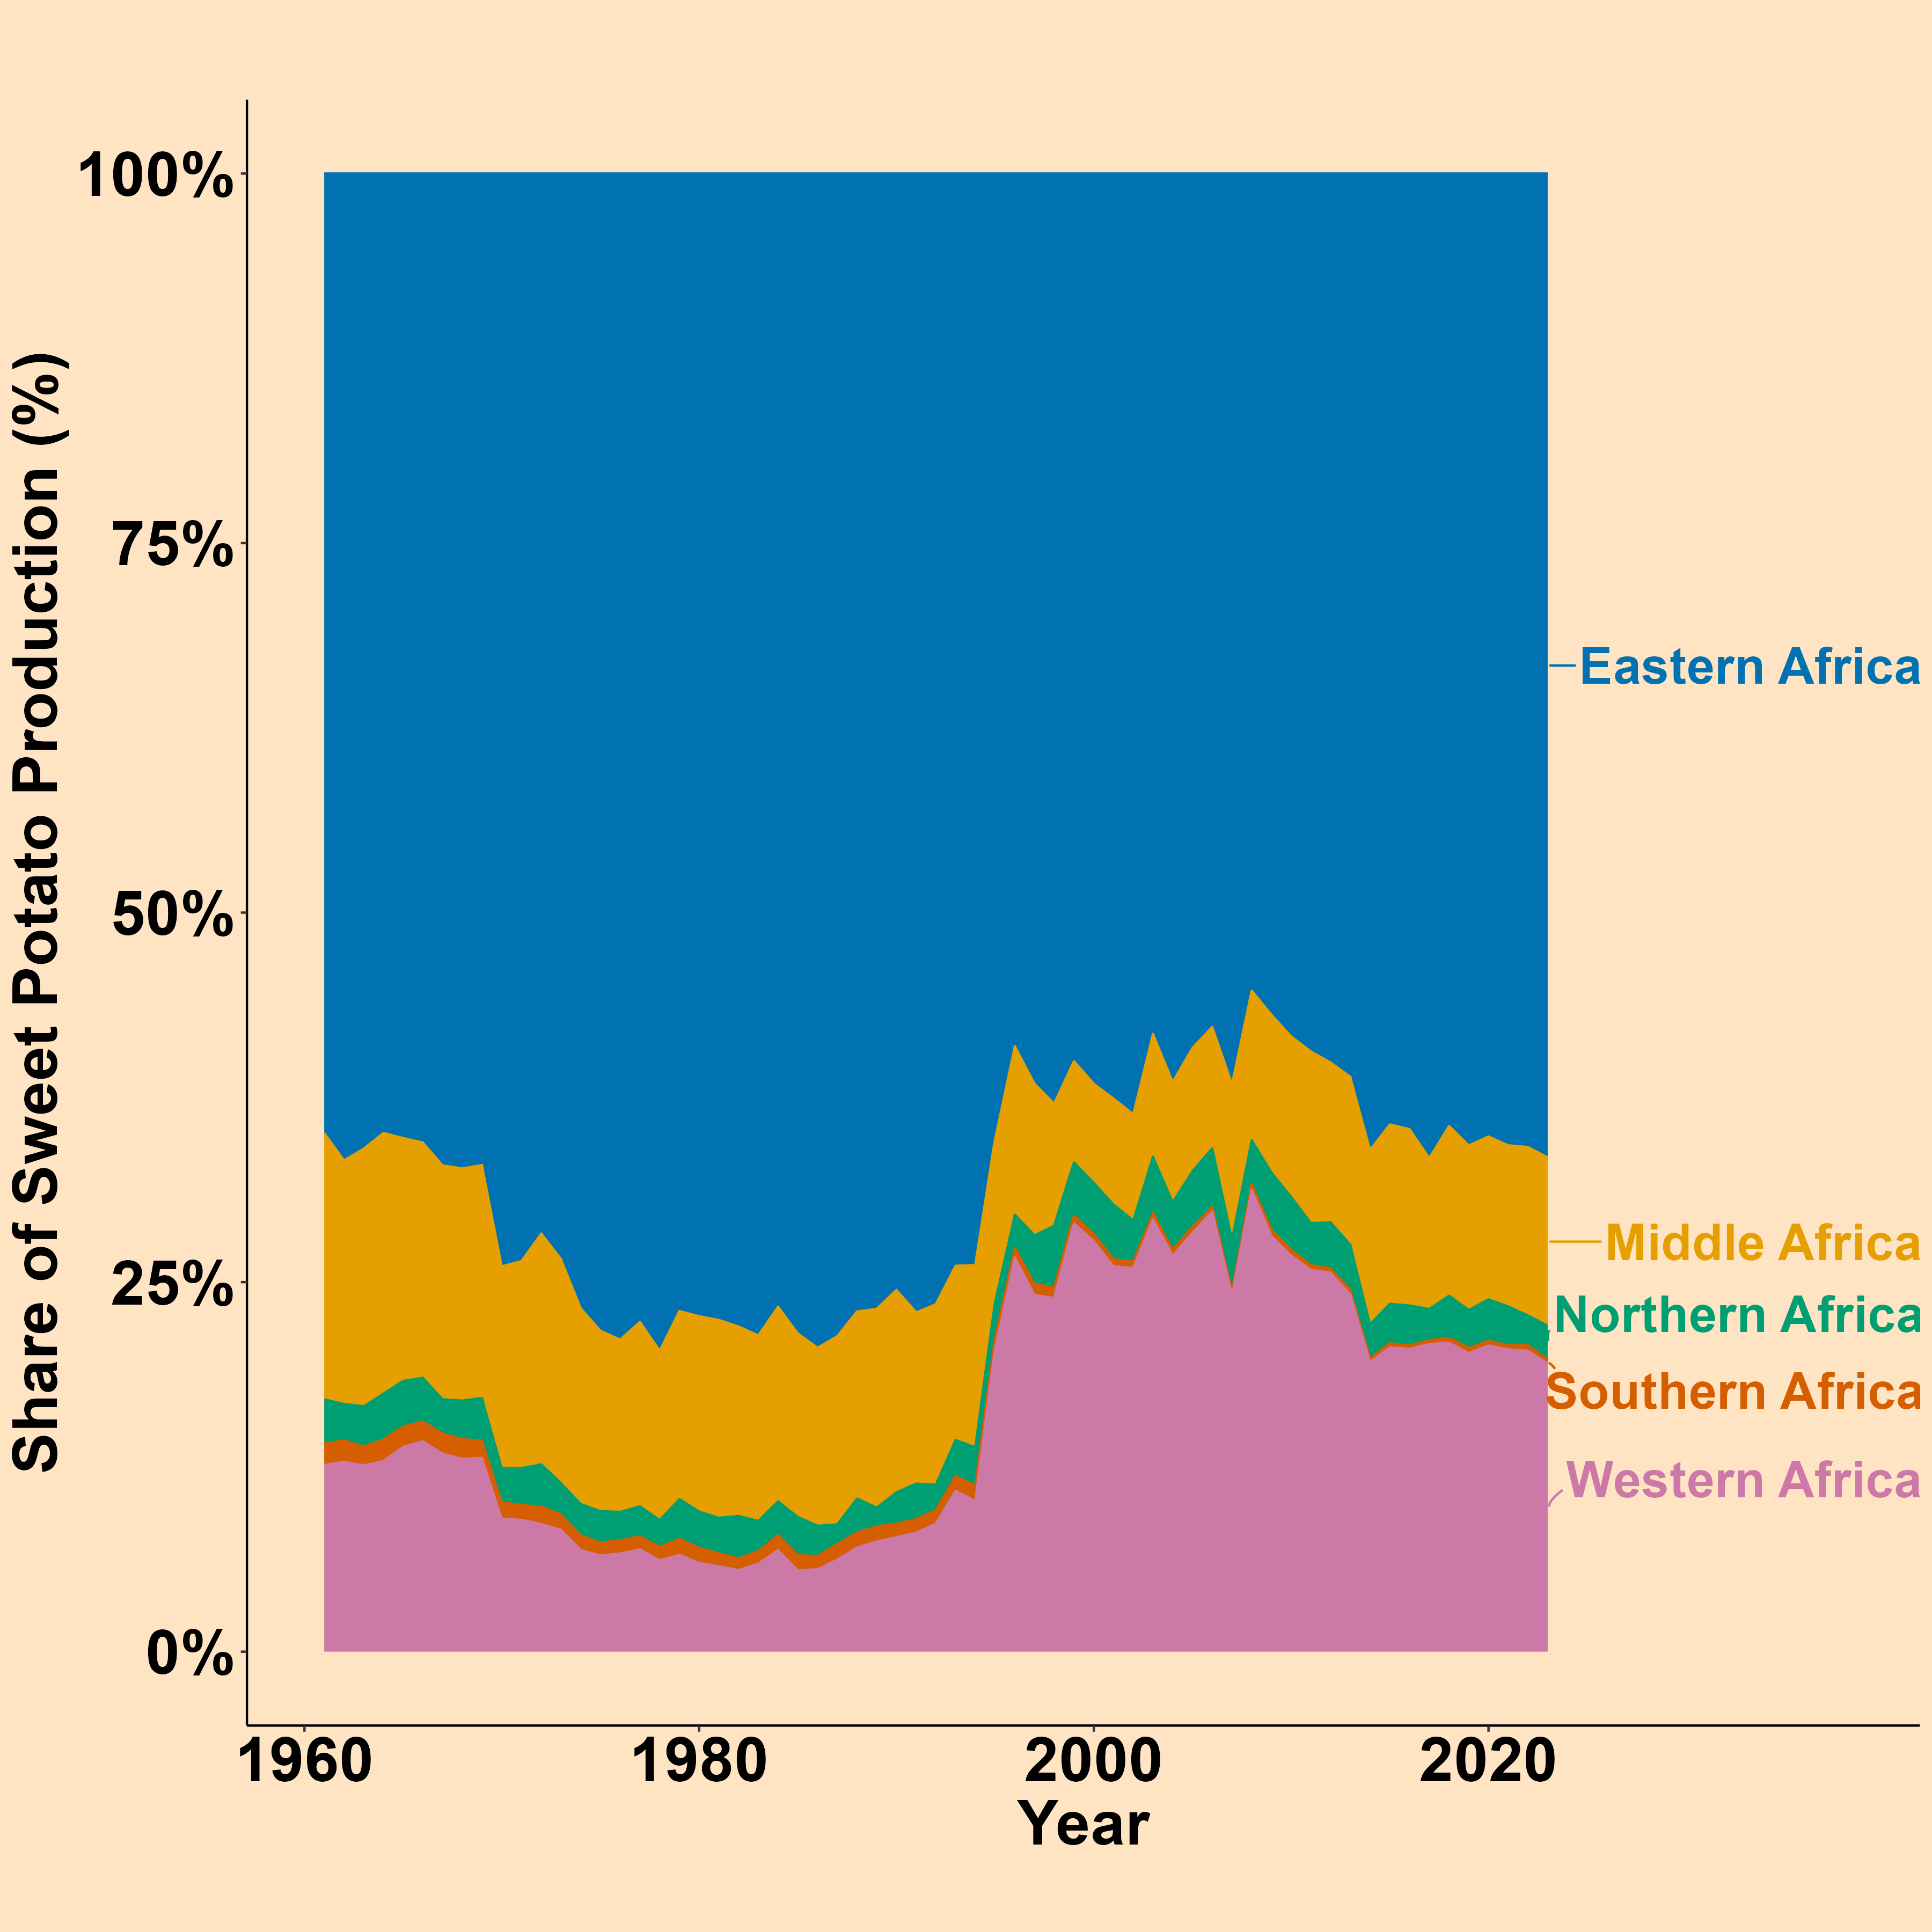 Share of Sweet Potato Production (%)
100%
75%
50%
25%
0%
1960
1980
2000
2020
Year
Eastern Africa
Middle Africa
Northern Africa
Southern Africa
Western Africa